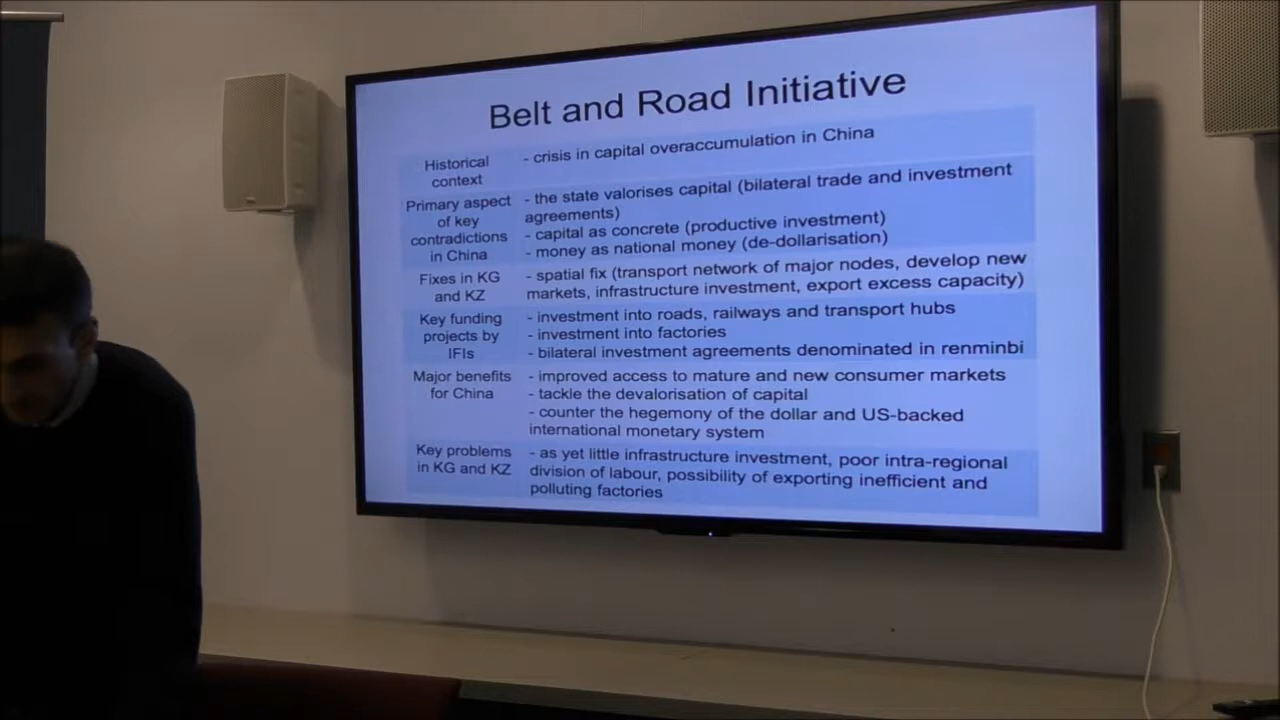 Belt and Road Initiative
Historical
context
- crisis in capital overaccumulation in China
Primary aspect
of key
contradictions
in China
- the state valorises capital (bilateral trade and investment
agreements)
- capital as concrete (productive investment)
- money as national money (de-dollarisation)
Fixes in KG
and KZ
- spatial fix (transport network of major nodes, develop new
markets, infrastructure investment, export excess capacity)
Key funding
projects by
IFIs
- investment into roads, railways and transport hubs
- investment into factories
- bilateral investment agreements denominated in renminbi
Major benefits
for China
- improved access to mature and new consumer markets
- tackle the devalorisation of capital
- counter the hegemony of the dollar and US-backed
international monetary system
Key problems
in KG and KZ
- as yet little infrastructure investment, poor intra-regional
division of labour, possibility of exporting inefficient and
polluting factories